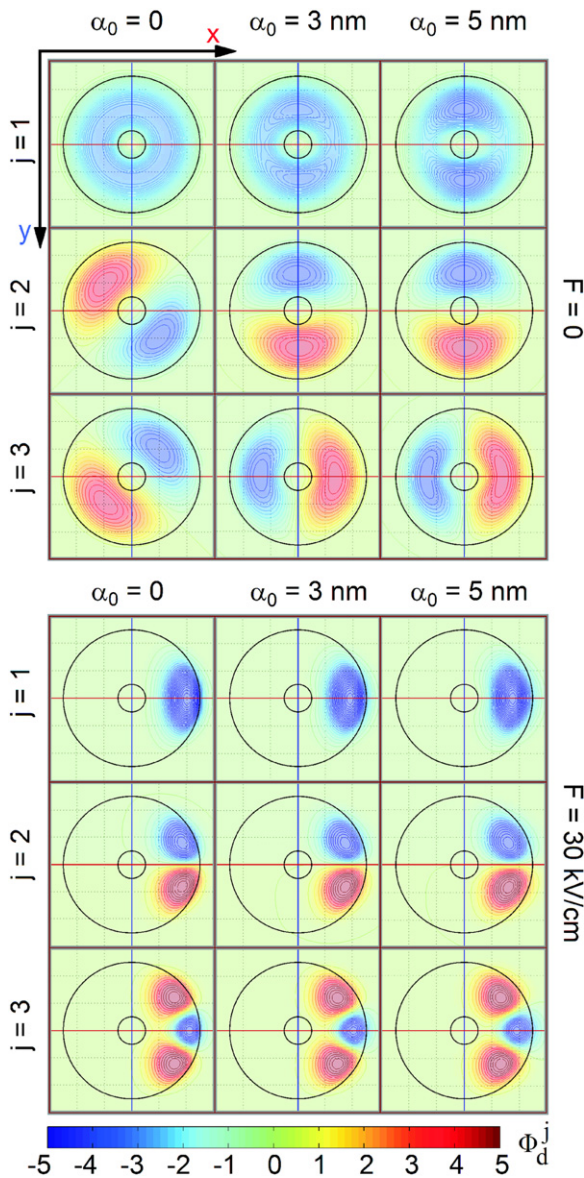 α₀ = 0 α₀ = 3 nm α₀ = 5 nm
x
j = 1
y
j = 2
F = 0
j = 3
α₀ = 0 α₀ = 3 nm α₀ = 5 nm
j = 1
j = 2
F = 30 kV/cm
j = 3
-5 -4 -3 -2 -1 0 1 2 3 4 5 Φ_d^j